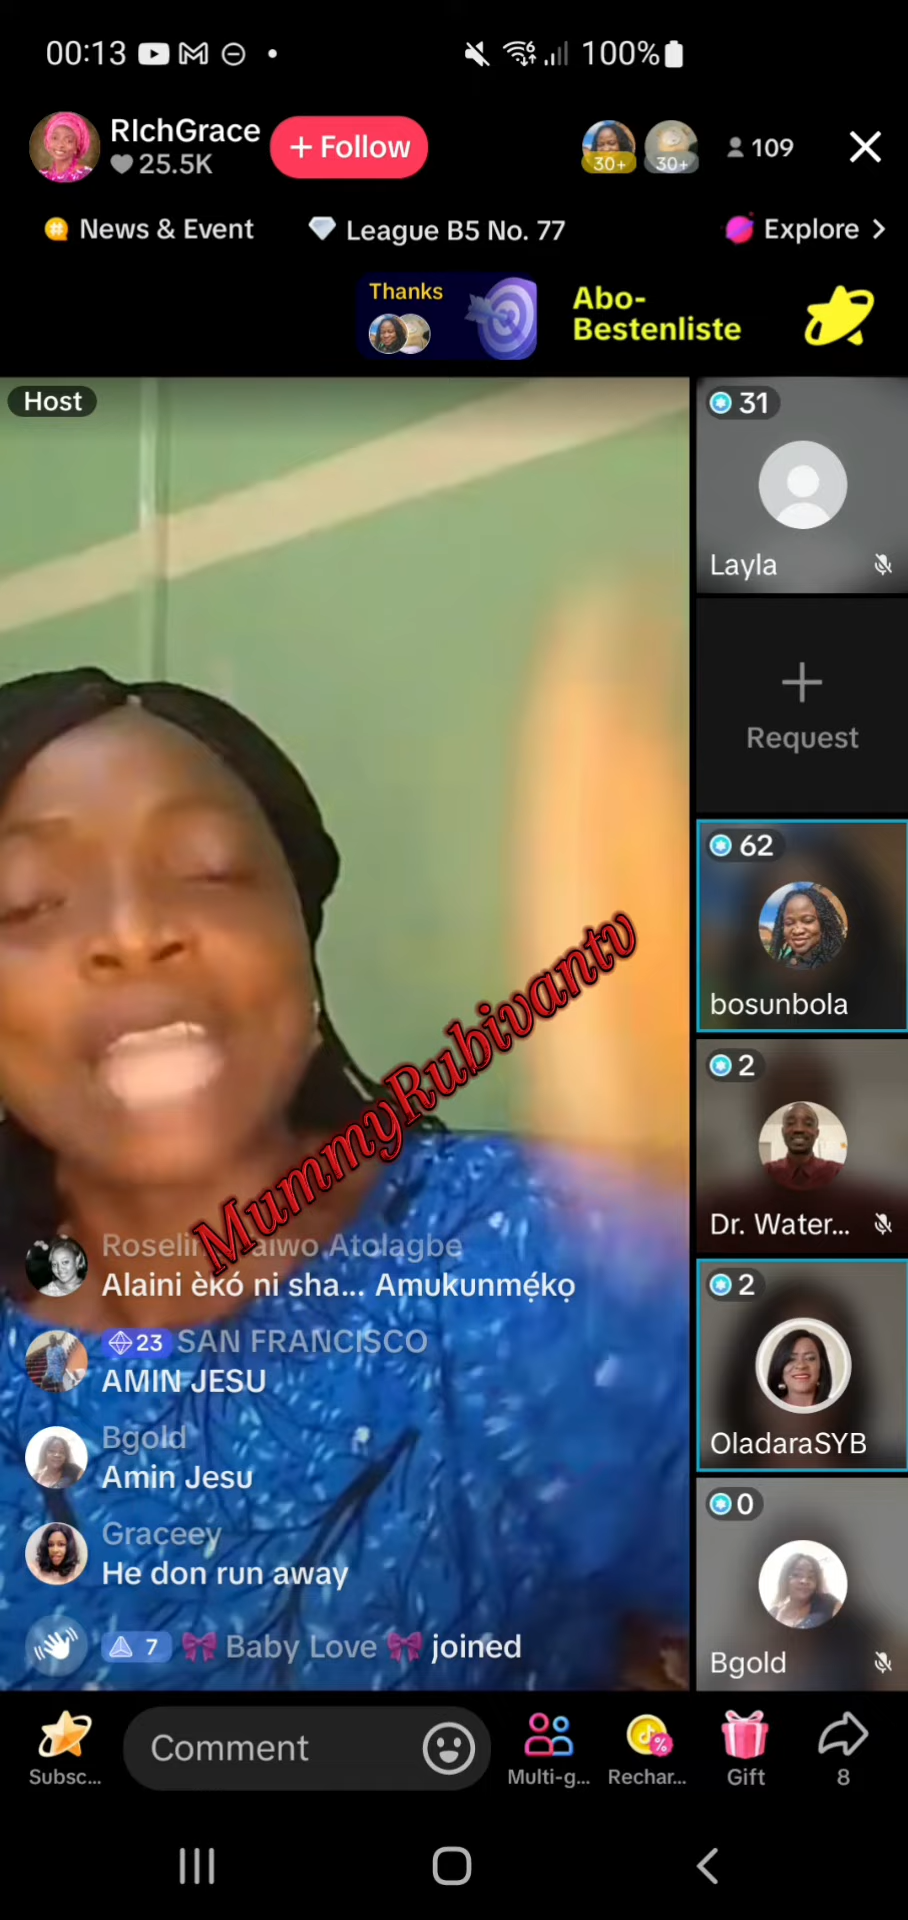 00:13
100%
RIchGrace
25.5K
+ Follow
30+
30+
109
News & Event
League B5 No. 77
Explore >
Thanks
Abo-
Bestenliste
Host
31
Layla
Request
62
bosunbola
2
Dr. Water...
2
OladaraSYB
0
Bgold
MummyRubivantv
aiwo Atolagbe
Alaini èkó ni sha... Amukunmẹ́kọ
23 SAN FRANCISCO
AMIN JESU
Bgold
Amin Jesu
Graceey
He don run away
7 🎀 Baby Love 🎀 joined
Subsc...
Comment
Multi-g...
Rechar...
Gift
8